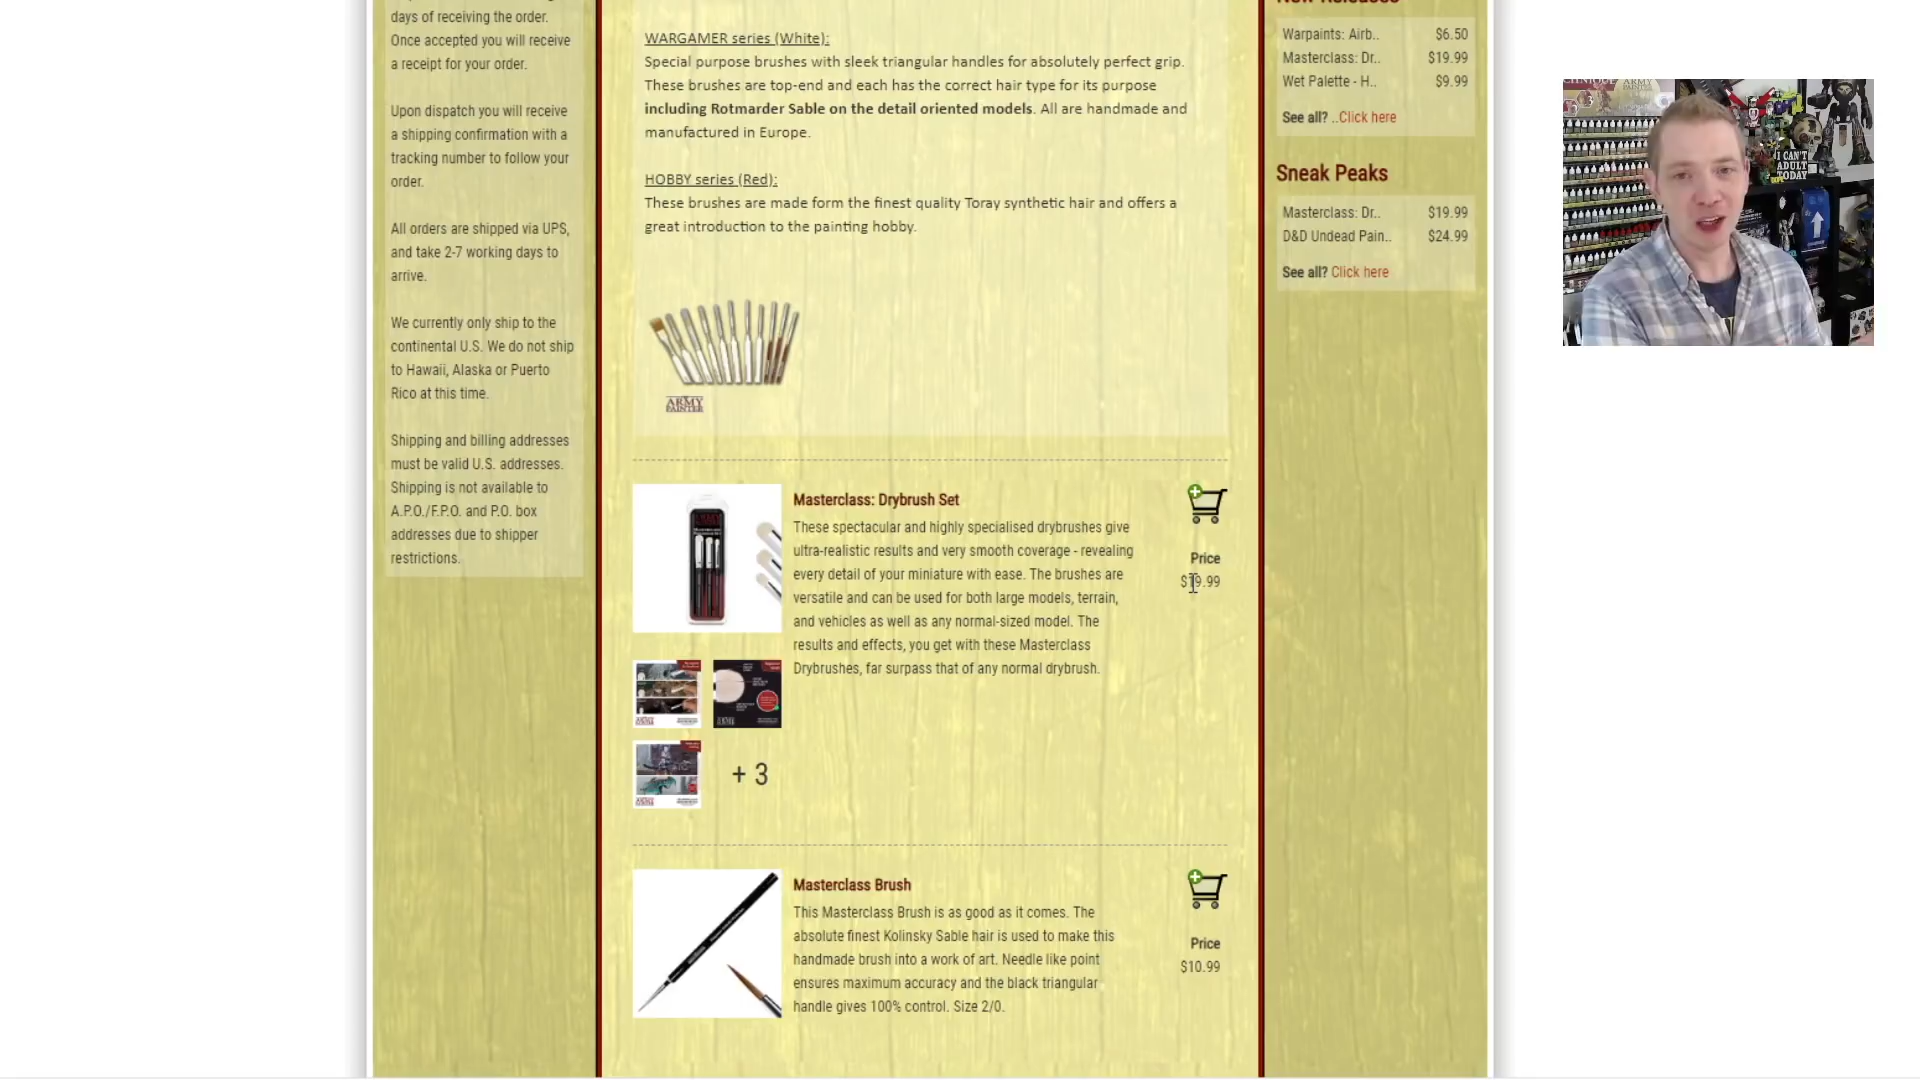 days of receiving the order.
Once accepted you will receive
a receipt for your order.
Upon dispatch you will receive
a shipping confirmation with a
tracking number to follow your
order.
All orders are shipped via UPS,
and take 2-7 working days to
arrive.
We currently only ship to the
continental U.S. We do not ship
to Hawaii, Alaska or Puerto
Rico at this time.
Shipping and billing addresses
must be valid U.S. addresses.
Shipping is not available to
A.P.O./F.P.O. and P.O. box
addresses due to shipper
restrictions.
WARGAMER series (White):
Special purpose brushes with sleek triangular handles for absolutely perfect grip.
These brushes are top-end and each has the correct hair type for its purpose
including Rotmarder Sable on the detail oriented models. All are handmade and
manufactured in Europe.
HOBBY series (Red):
These brushes are made form the finest quality Toray synthetic hair and offers a
great introduction to the painting hobby.
ARMY
PAINTER
Masterclass: Drybrush Set
These spectacular and highly specialised drybrushes give
ultra-realistic results and very smooth coverage - revealing
every detail of your miniature with ease. The brushes are
versatile and can be used for both large models, terrain,
and vehicles as well as any normal-sized model. The
results and effects, you get with these Masterclass
Drybrushes, far surpass that of any normal drybrush.
Price
$19.99
+ 3
Masterclass Brush
This Masterclass Brush is as good as it comes. The
absolute finest Kolinsky Sable hair is used to make this
handmade brush into a work of art. Needle like point
ensures maximum accuracy and the black triangular
handle gives 100% control. Size 2/0.
Price
$10.99
New Releases
Warpaints: Airb.. $6.50
Masterclass: Dr.. $19.99
Wet Palette - H.. $9.99
See all? ..Click here
Sneak Peaks
Masterclass: Dr.. $19.99
D&D Undead Pain.. $24.99
See all? Click here
I CAN'T
ADULT
TODAY